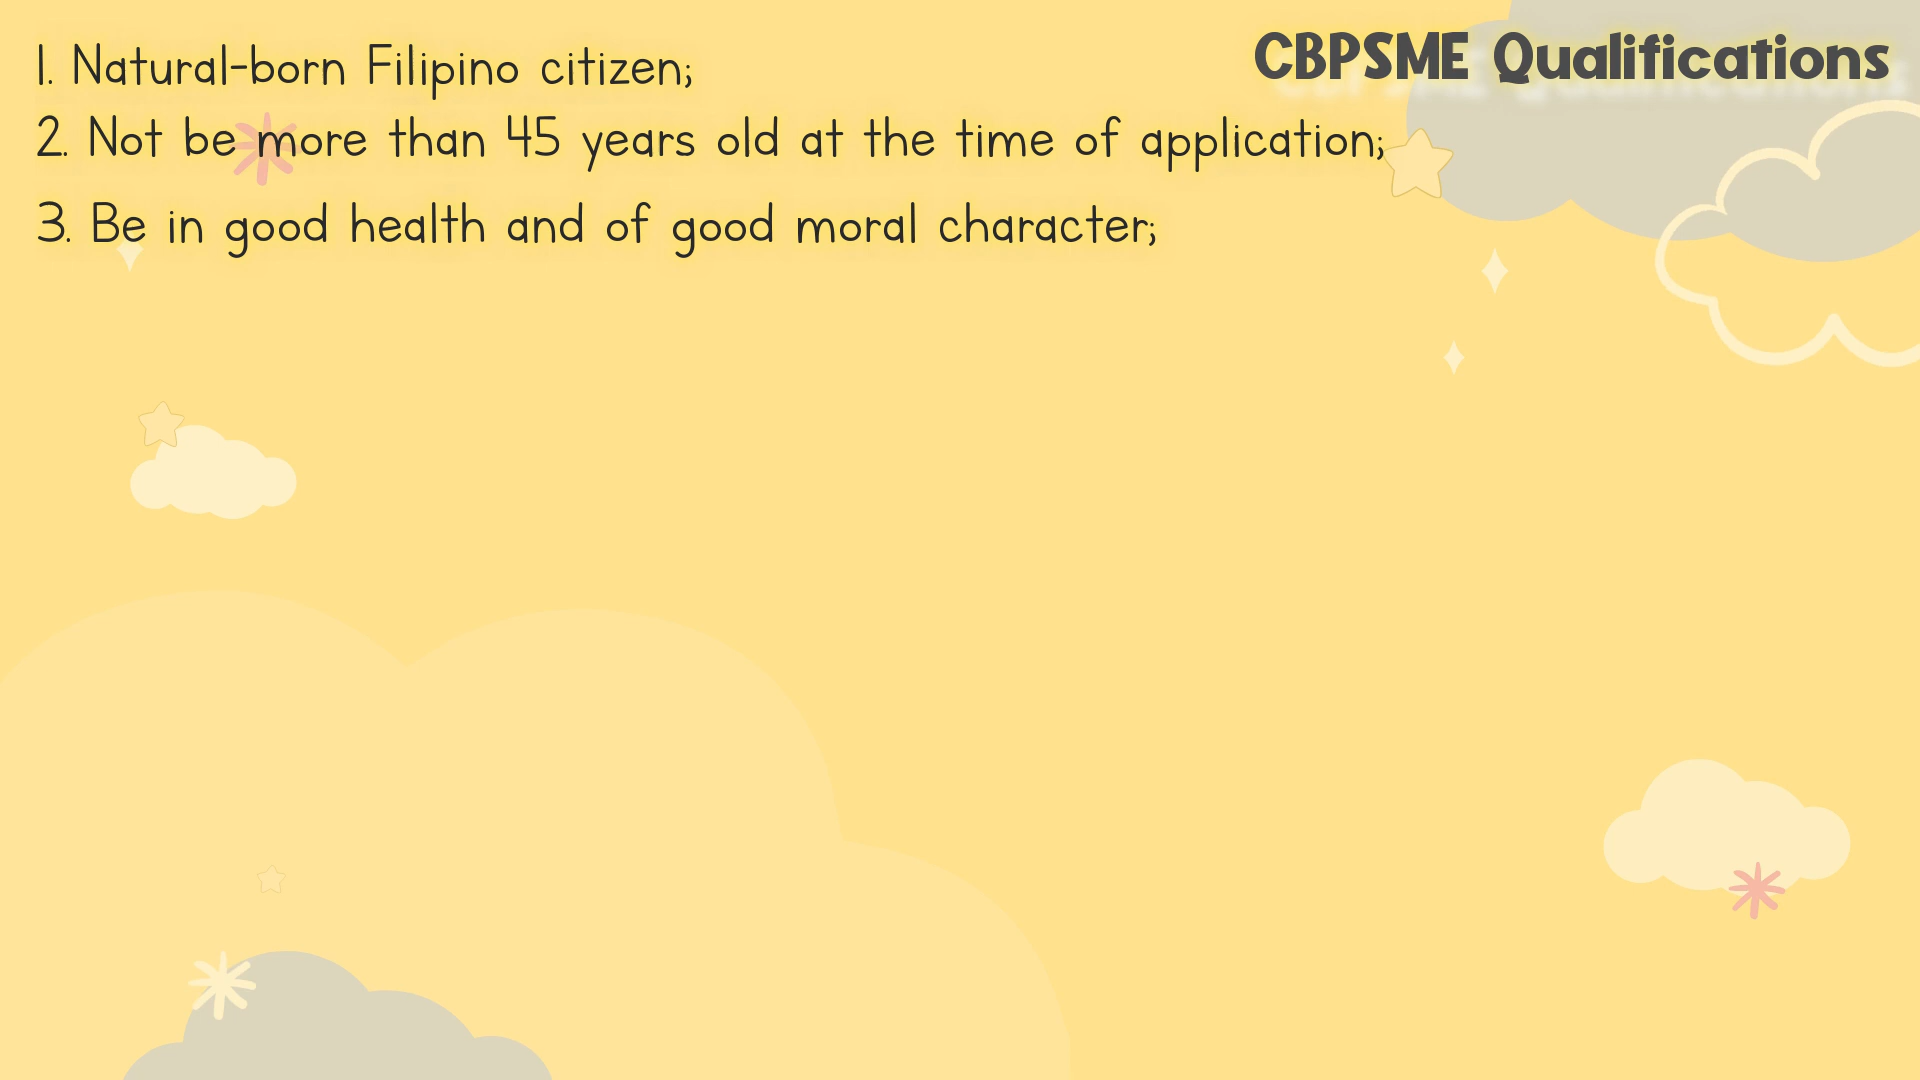 CBPSME Qualifications
1. Natural-born Filipino citizen;
2. Not be more than 45 years old at the time of application;
3. Be in good health and of good moral character;